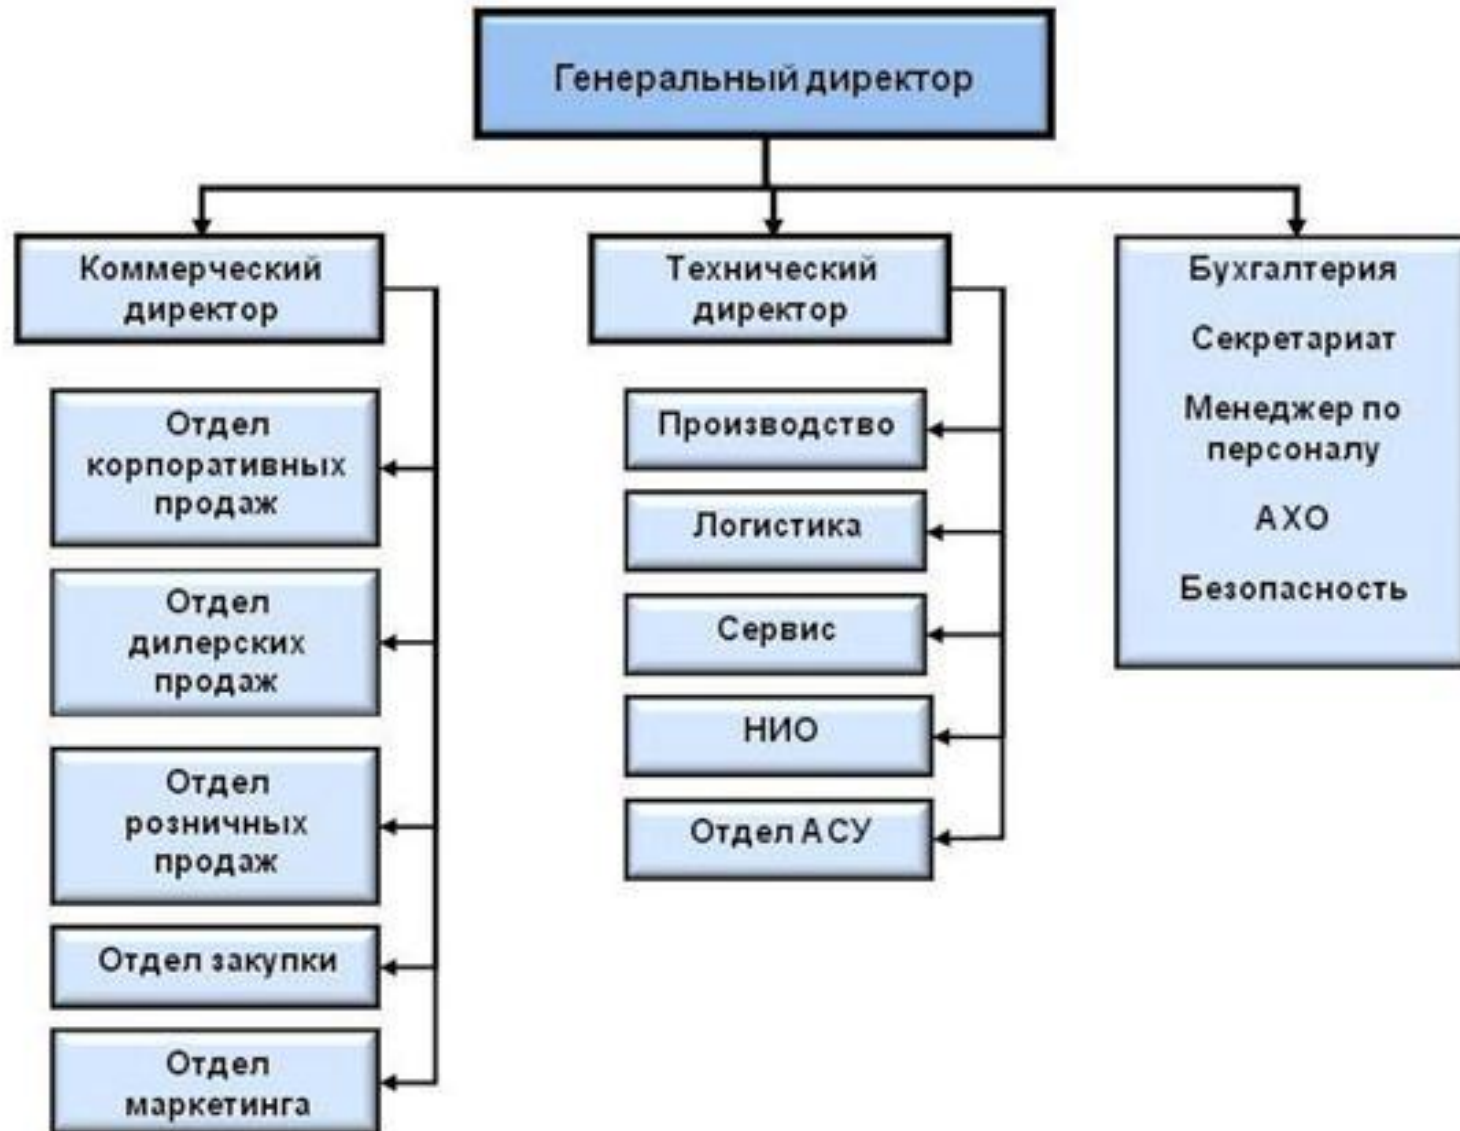 Генеральный директор
Коммерческий
директор
Отдел
корпоративных
продаж
Отдел
дилерских
продаж
Отдел
розничных
продаж
Отдел закупки
Отдел
маркетинга
Технический
директор
Производство
Логистика
Сервис
НИО
Отдел АСУ
Бухгалтерия
Секретариат
Менеджер по
персоналу
АХО
Безопасность